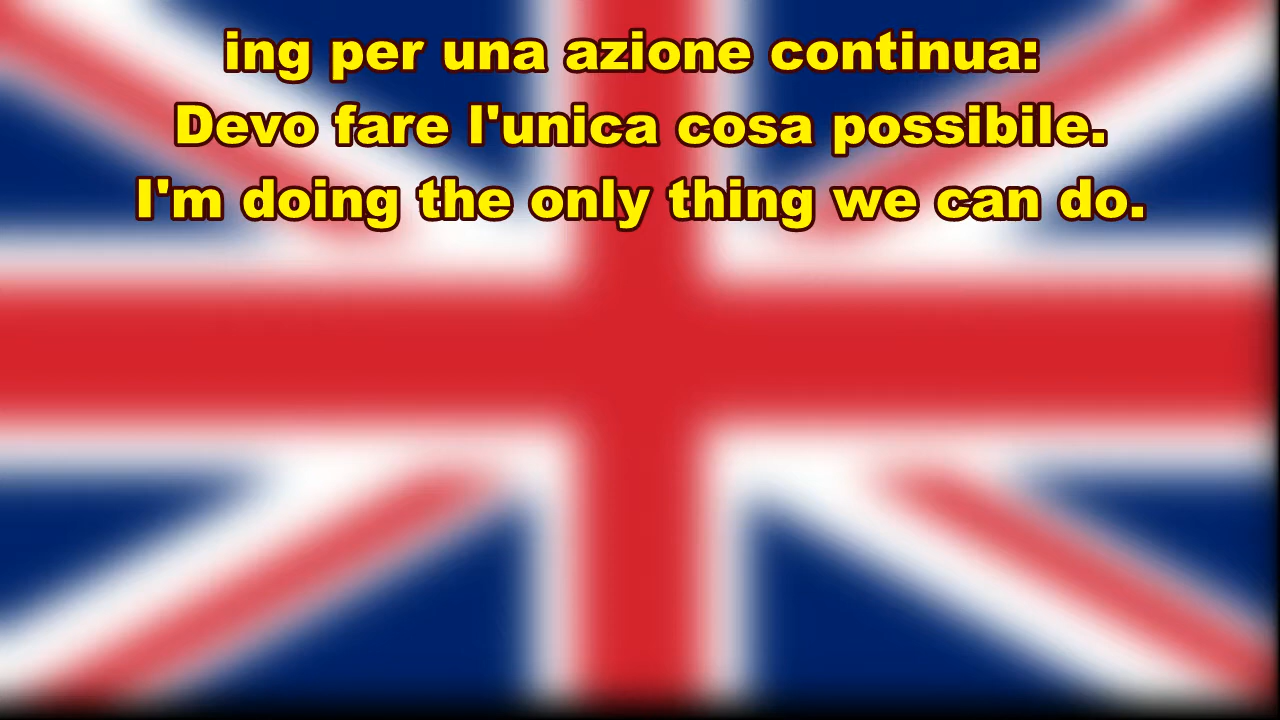 ing per una azione continua:
Devo fare l'unica cosa possibile.
I'm doing the only thing we can do.